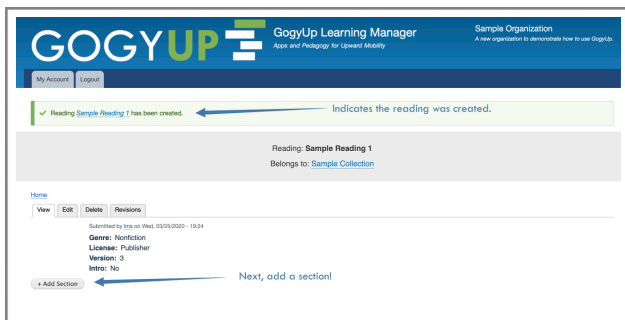 GOGYUP
GogyUp Learning Manager
Apps and Pedagogy for Upward Mobility
Sample Organization
A new organization to demonstrate how to use GogyUp.
My Account Logout
Reading Sample Reading 1 has been created.
Indicates the reading was created.
Reading: Sample Reading 1
Belongs to: Sample Collection
Home
View Edit Delete Revisions
Submitted by lms on Wed, 03/25/2020 - 19:24
Genre: Nonfiction
License: Publisher
Version: 3
Intro: No
+ Add Section
Next, add a section!